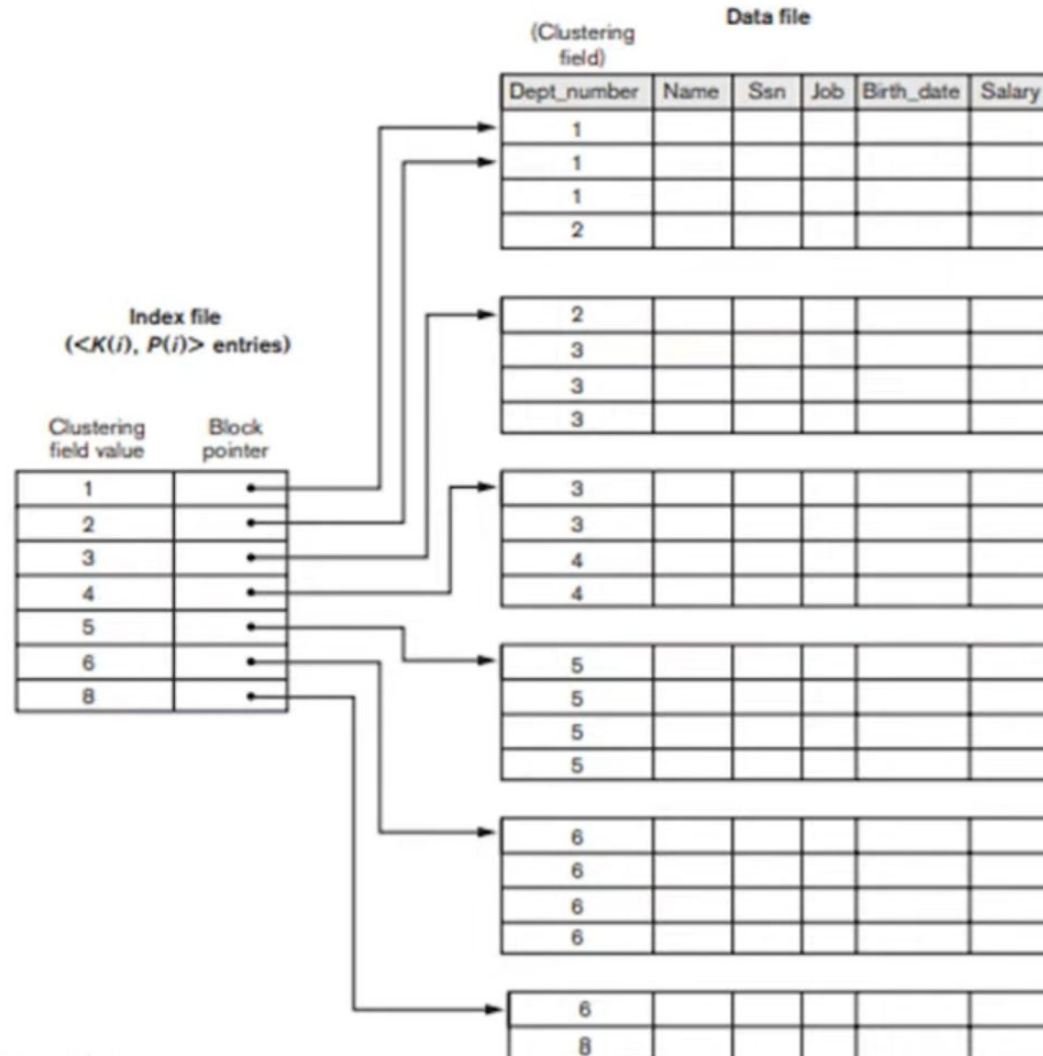 Data file
(Clustering
field)
Dept_number Name Ssn Job Birth_date Salary
1
1
1
2
2
3
3
3
Index file
(<K(i), P(i)> entries)
Clustering
field value
Block
pointer
1
2
3
4
5
6
8
3
3
4
4
5
5
5
5
6
6
6
6
6
8